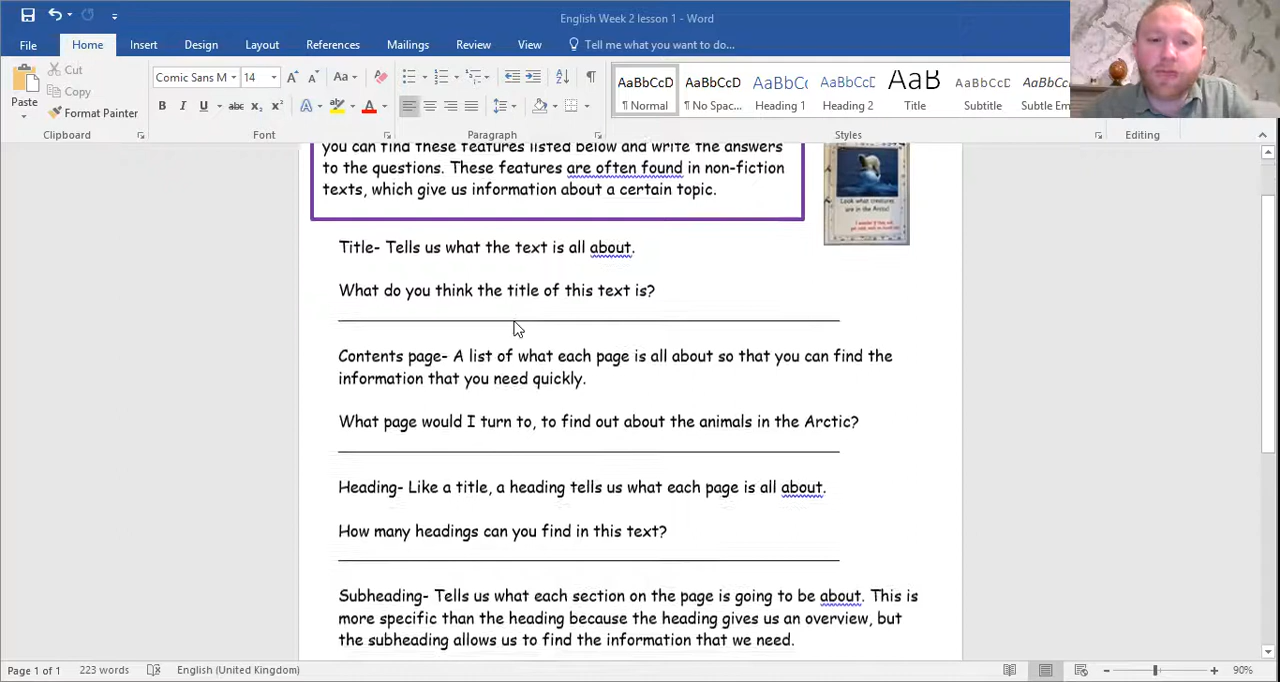 English Week 2 lesson 1 - Word
File Home Insert Design Layout References Mailings Review View Tell me what you want to do...
Paste
Cut
Copy
Format Painter
Clipboard
Comic Sans M 14
Font
Paragraph
AaBbCcD AaBbCcD AaBbCc AaBbCcD AaB AaBbCcD AaBbCcD
¶ Normal ¶ No Spac... Heading 1 Heading 2 Title Subtitle Subtle Em
Styles
Editing
you can find these features listed below and write the answers
to the questions. These features are often found in non-fiction
texts, which give us information about a certain topic.
Look what creatures
are in the Arctic!
Title- Tells us what the text is all about.
What do you think the title of this text is?
Contents page- A list of what each page is all about so that you can find the
information that you need quickly.
What page would I turn to, to find out about the animals in the Arctic?
Heading- Like a title, a heading tells us what each page is all about.
How many headings can you find in this text?
Subheading- Tells us what each section on the page is going to be about. This is
more specific than the heading because the heading gives us an overview, but
the subheading allows us to find the information that we need.
Page 1 of 1 223 words English (United Kingdom) 90%